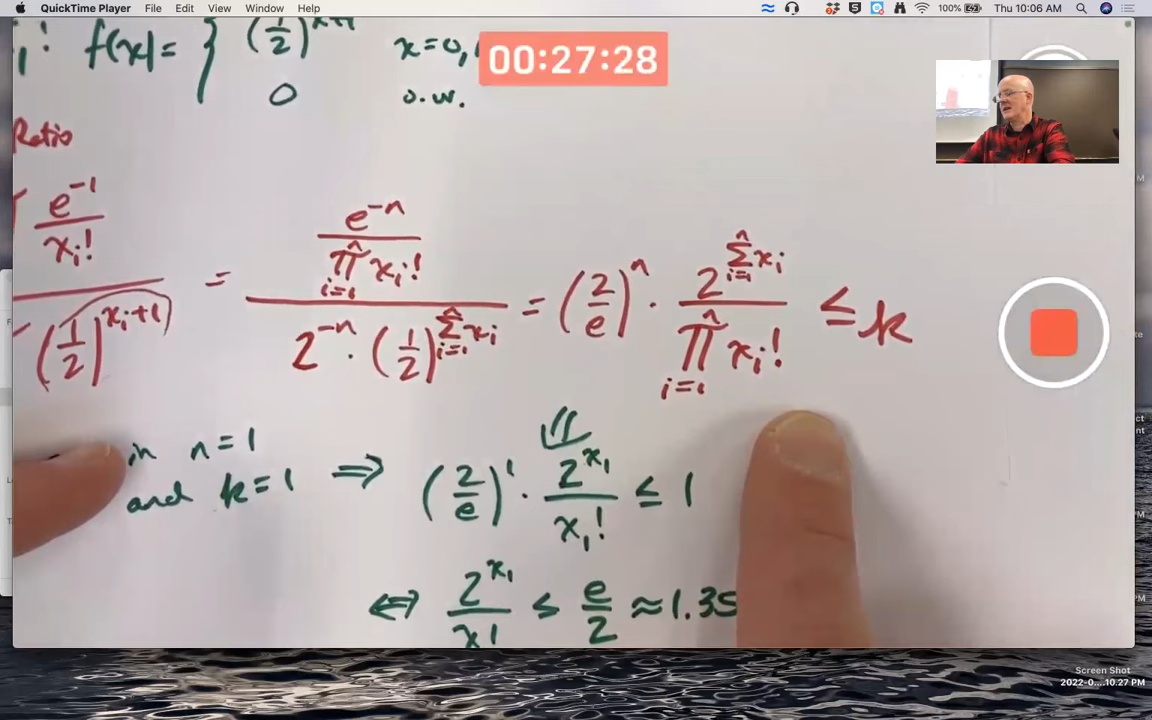 QuickTime Player File Edit View Window Help 100% Thu 10:06 AM
00:27:28
! f(x)= { (1/2)^x+1 x=0,
0 o.w.
Ratio
e^-1 / x_i! / (1/2)^(x_i+1) = e^-n / ∏_{i=1}^n x_i! / 2^-n · (1/2)^{∑_{i=1}^n x_i} = (2/e)^n · 2^{∑_{i=1}^n x_i} / ∏_{i=1}^n x_i! ≤ k
in n=1
and k=1 ⇒ (2/e)^1 · 2^{x_1} / x_1! ≤ 1
⇔ 2^{x_1} / x! ≤ e/2 ≈ 1.35
Screen Shot
2022-0....10.27 PM